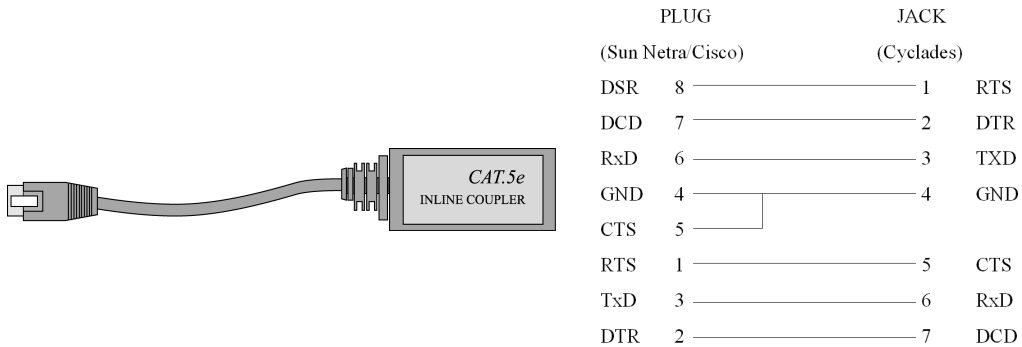 PLUG JACK
(Sun Netra/Cisco) (Cyclades)
DSR 8 1 RTS
DCD 7 2 DTR
RxD 6 3 TXD
GND 4 4 GND
CTS 5
RTS 1 5 CTS
TxD 3 6 RxD
DTR 2 7 DCD
CAT.5e
INLINE COUPLER